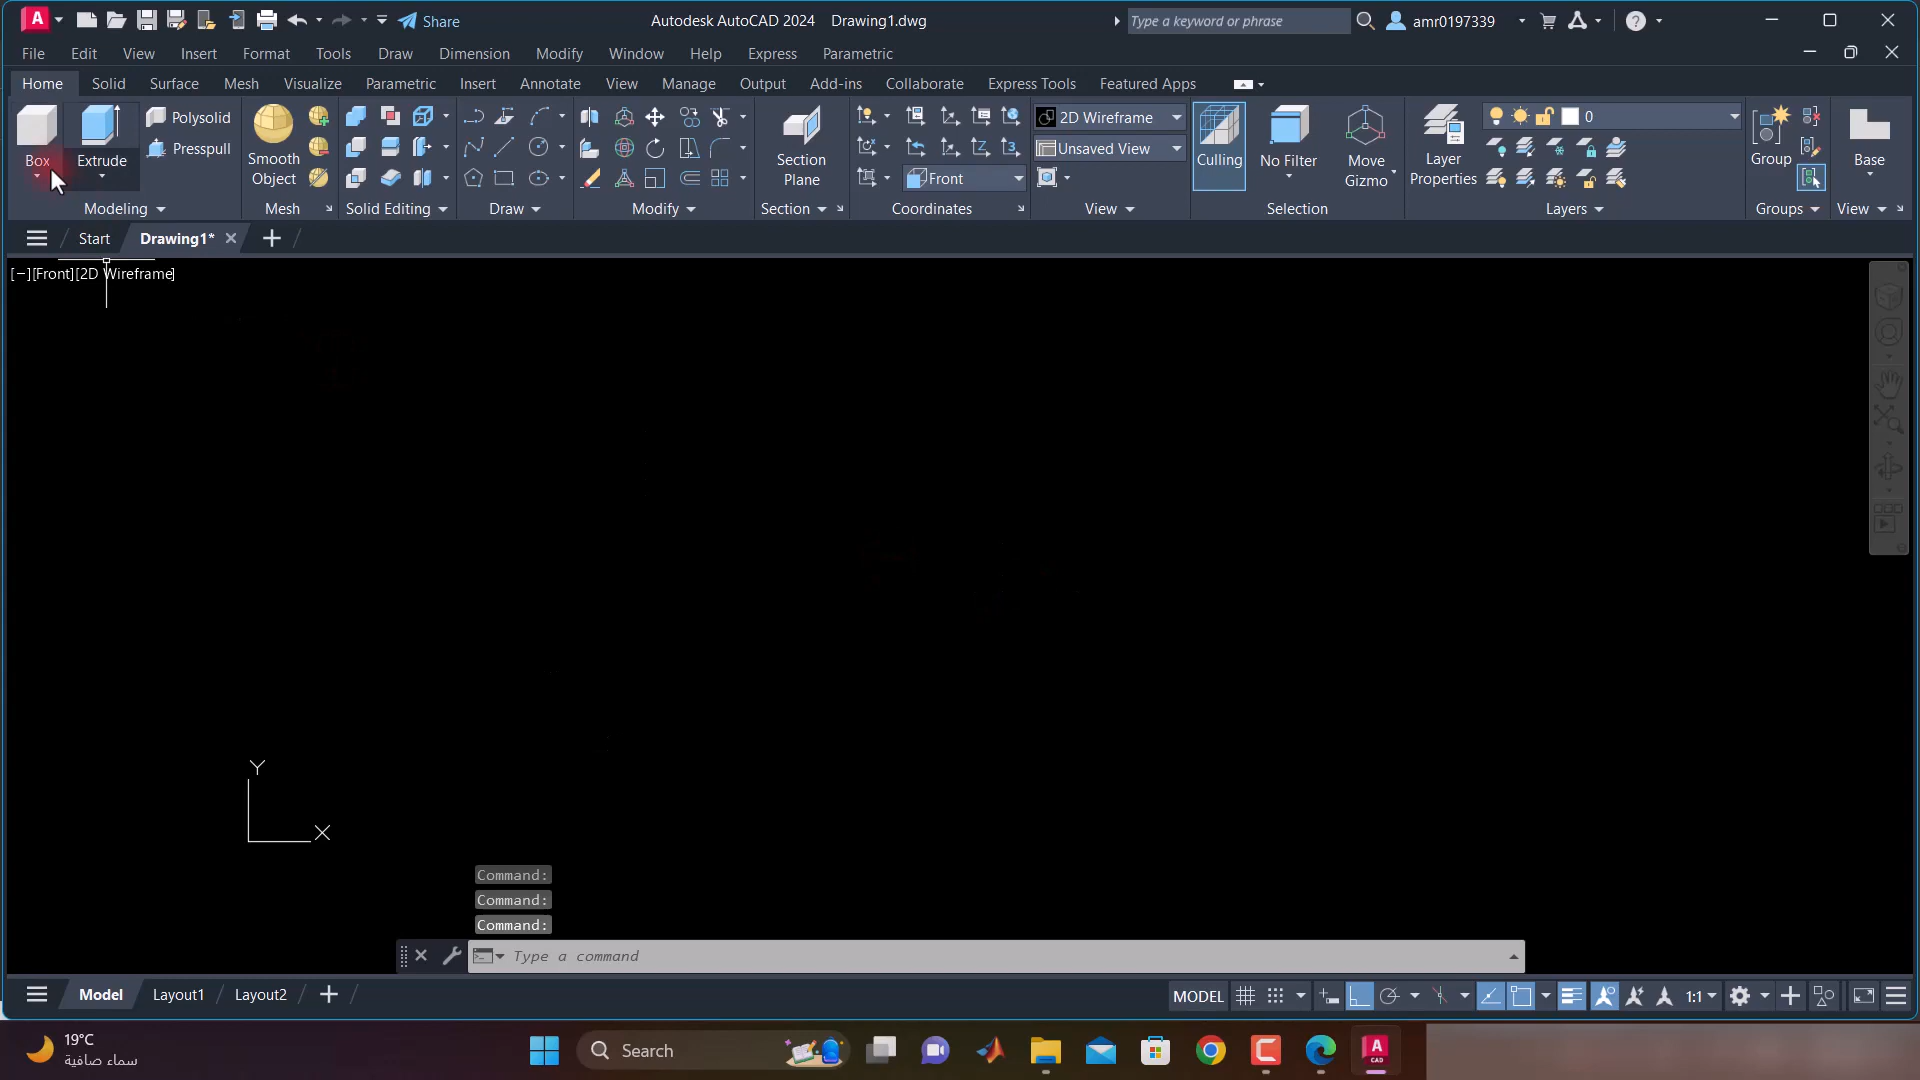 A Share Autodesk AutoCAD 2024 Drawing1.dwg Type a keyword or phrase amr0197339
File Edit View Insert Format Tools Draw Dimension Modify Window Help Express Parametric
Home Solid Surface Mesh Visualize Parametric Insert Annotate View Manage Output Add-ins Collaborate Express Tools Featured Apps
Box
Extrude
Polysolid
Presspull
Modeling
Smooth
Object
Mesh
Solid Editing
Draw
Modify
Section
Plane
Section
Front
Coordinates
2D Wireframe
Unsaved View
View
Culling
No Filter
Move
Gizmo
Selection
Layer
Properties
0
Layers
Group
Groups
Base
View
Start Drawing1*
[−][Front][2D Wireframe]
Y
X
Command:
Command:
Command:
Type a command
Model Layout1 Layout2 MODEL 1:1
19°C
سماء صافية
Search
A
CAD